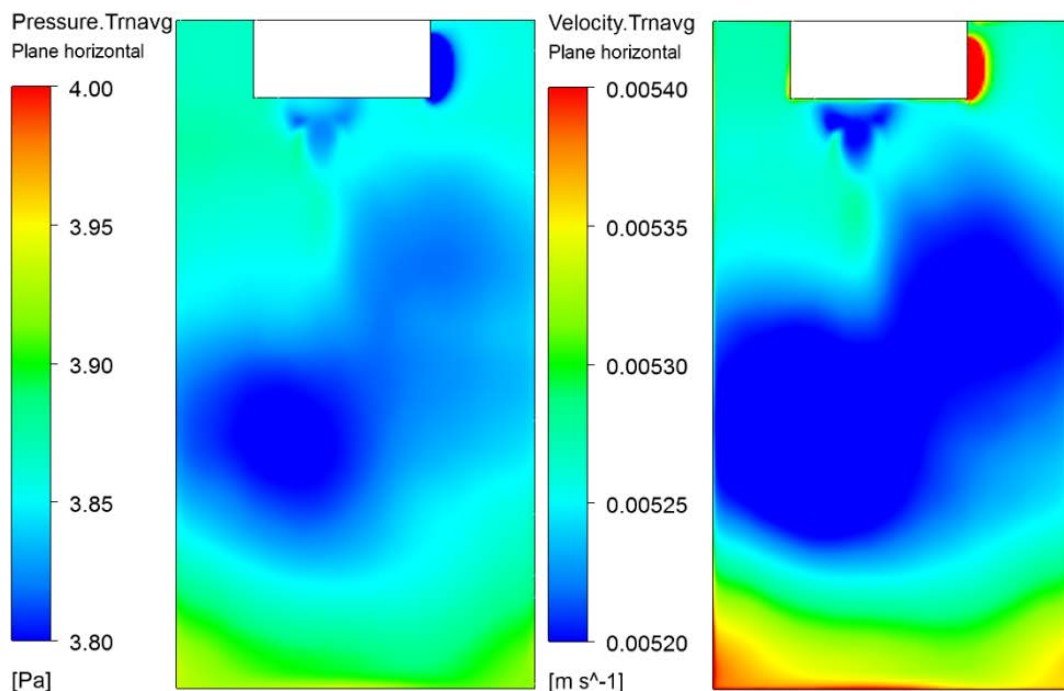 Pressure.Trnavg
Plane horizontal
4.00
3.95
3.90
3.85
3.80
[Pa]
Velocity.Trnavg
Plane horizontal
0.00540
0.00535
0.00530
0.00525
0.00520
[m s^-1]